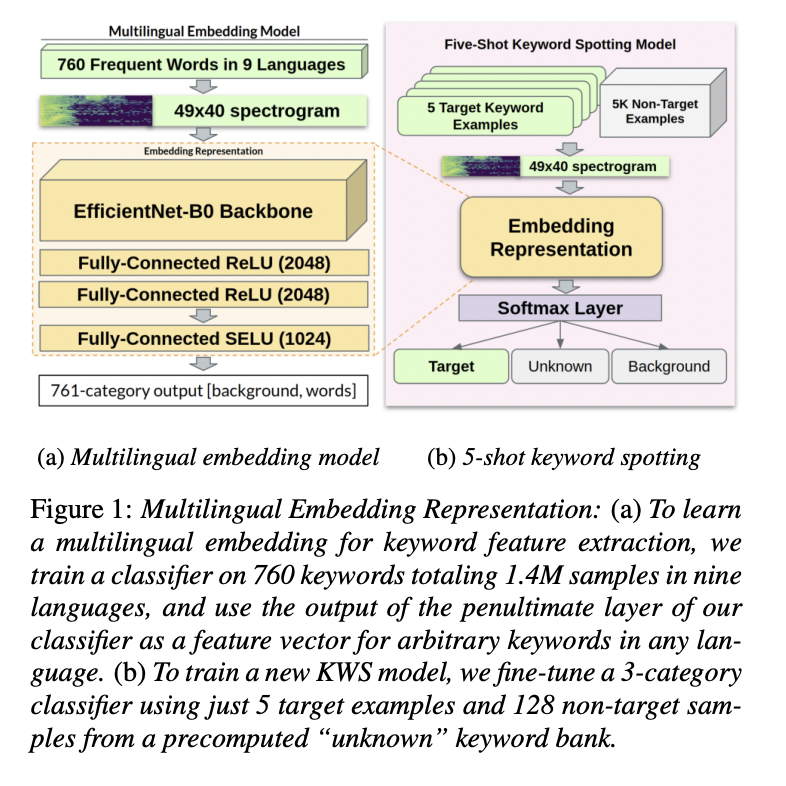 Multilingual Embedding Model
760 Frequent Words in 9 Languages
49x40 spectrogram
Embedding Representation
EfficientNet-B0 Backbone
Fully-Connected ReLU (2048)
Fully-Connected ReLU (2048)
Fully-Connected SELU (1024)
761-category output [background, words]
Five-Shot Keyword Spotting Model
5 Target Keyword
Examples
5K Non-Target
Examples
49x40 spectrogram
Embedding
Representation
Softmax Layer
Target
Unknown
Background
(a) Multilingual embedding model
(b) 5-shot keyword spotting
Figure 1: Multilingual Embedding Representation: (a) To learn
a multilingual embedding for keyword feature extraction, we
train a classifier on 760 keywords totaling 1.4M samples in nine
languages, and use the output of the penultimate layer of our
classifier as a feature vector for arbitrary keywords in any lan-
guage. (b) To train a new KWS model, we fine-tune a 3-category
classifier using just 5 target examples and 128 non-target sam-
ples from a precomputed “unknown” keyword bank.